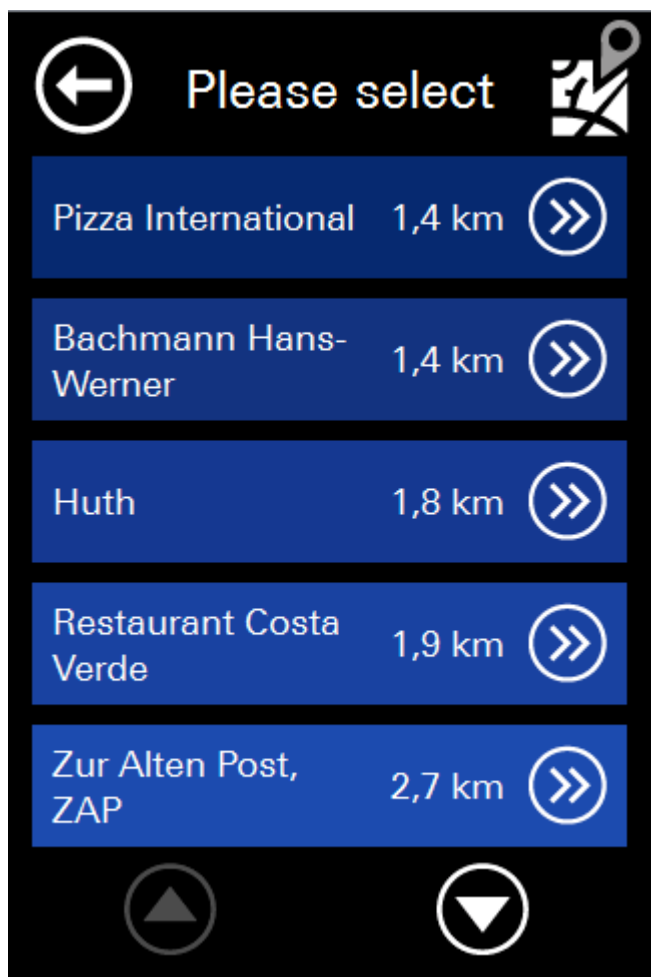 Please select
Pizza International 1,4 km
Bachmann Hans-
Werner 1,4 km
Huth 1,8 km
Restaurant Costa
Verde 1,9 km
Zur Alten Post,
ZAP 2,7 km